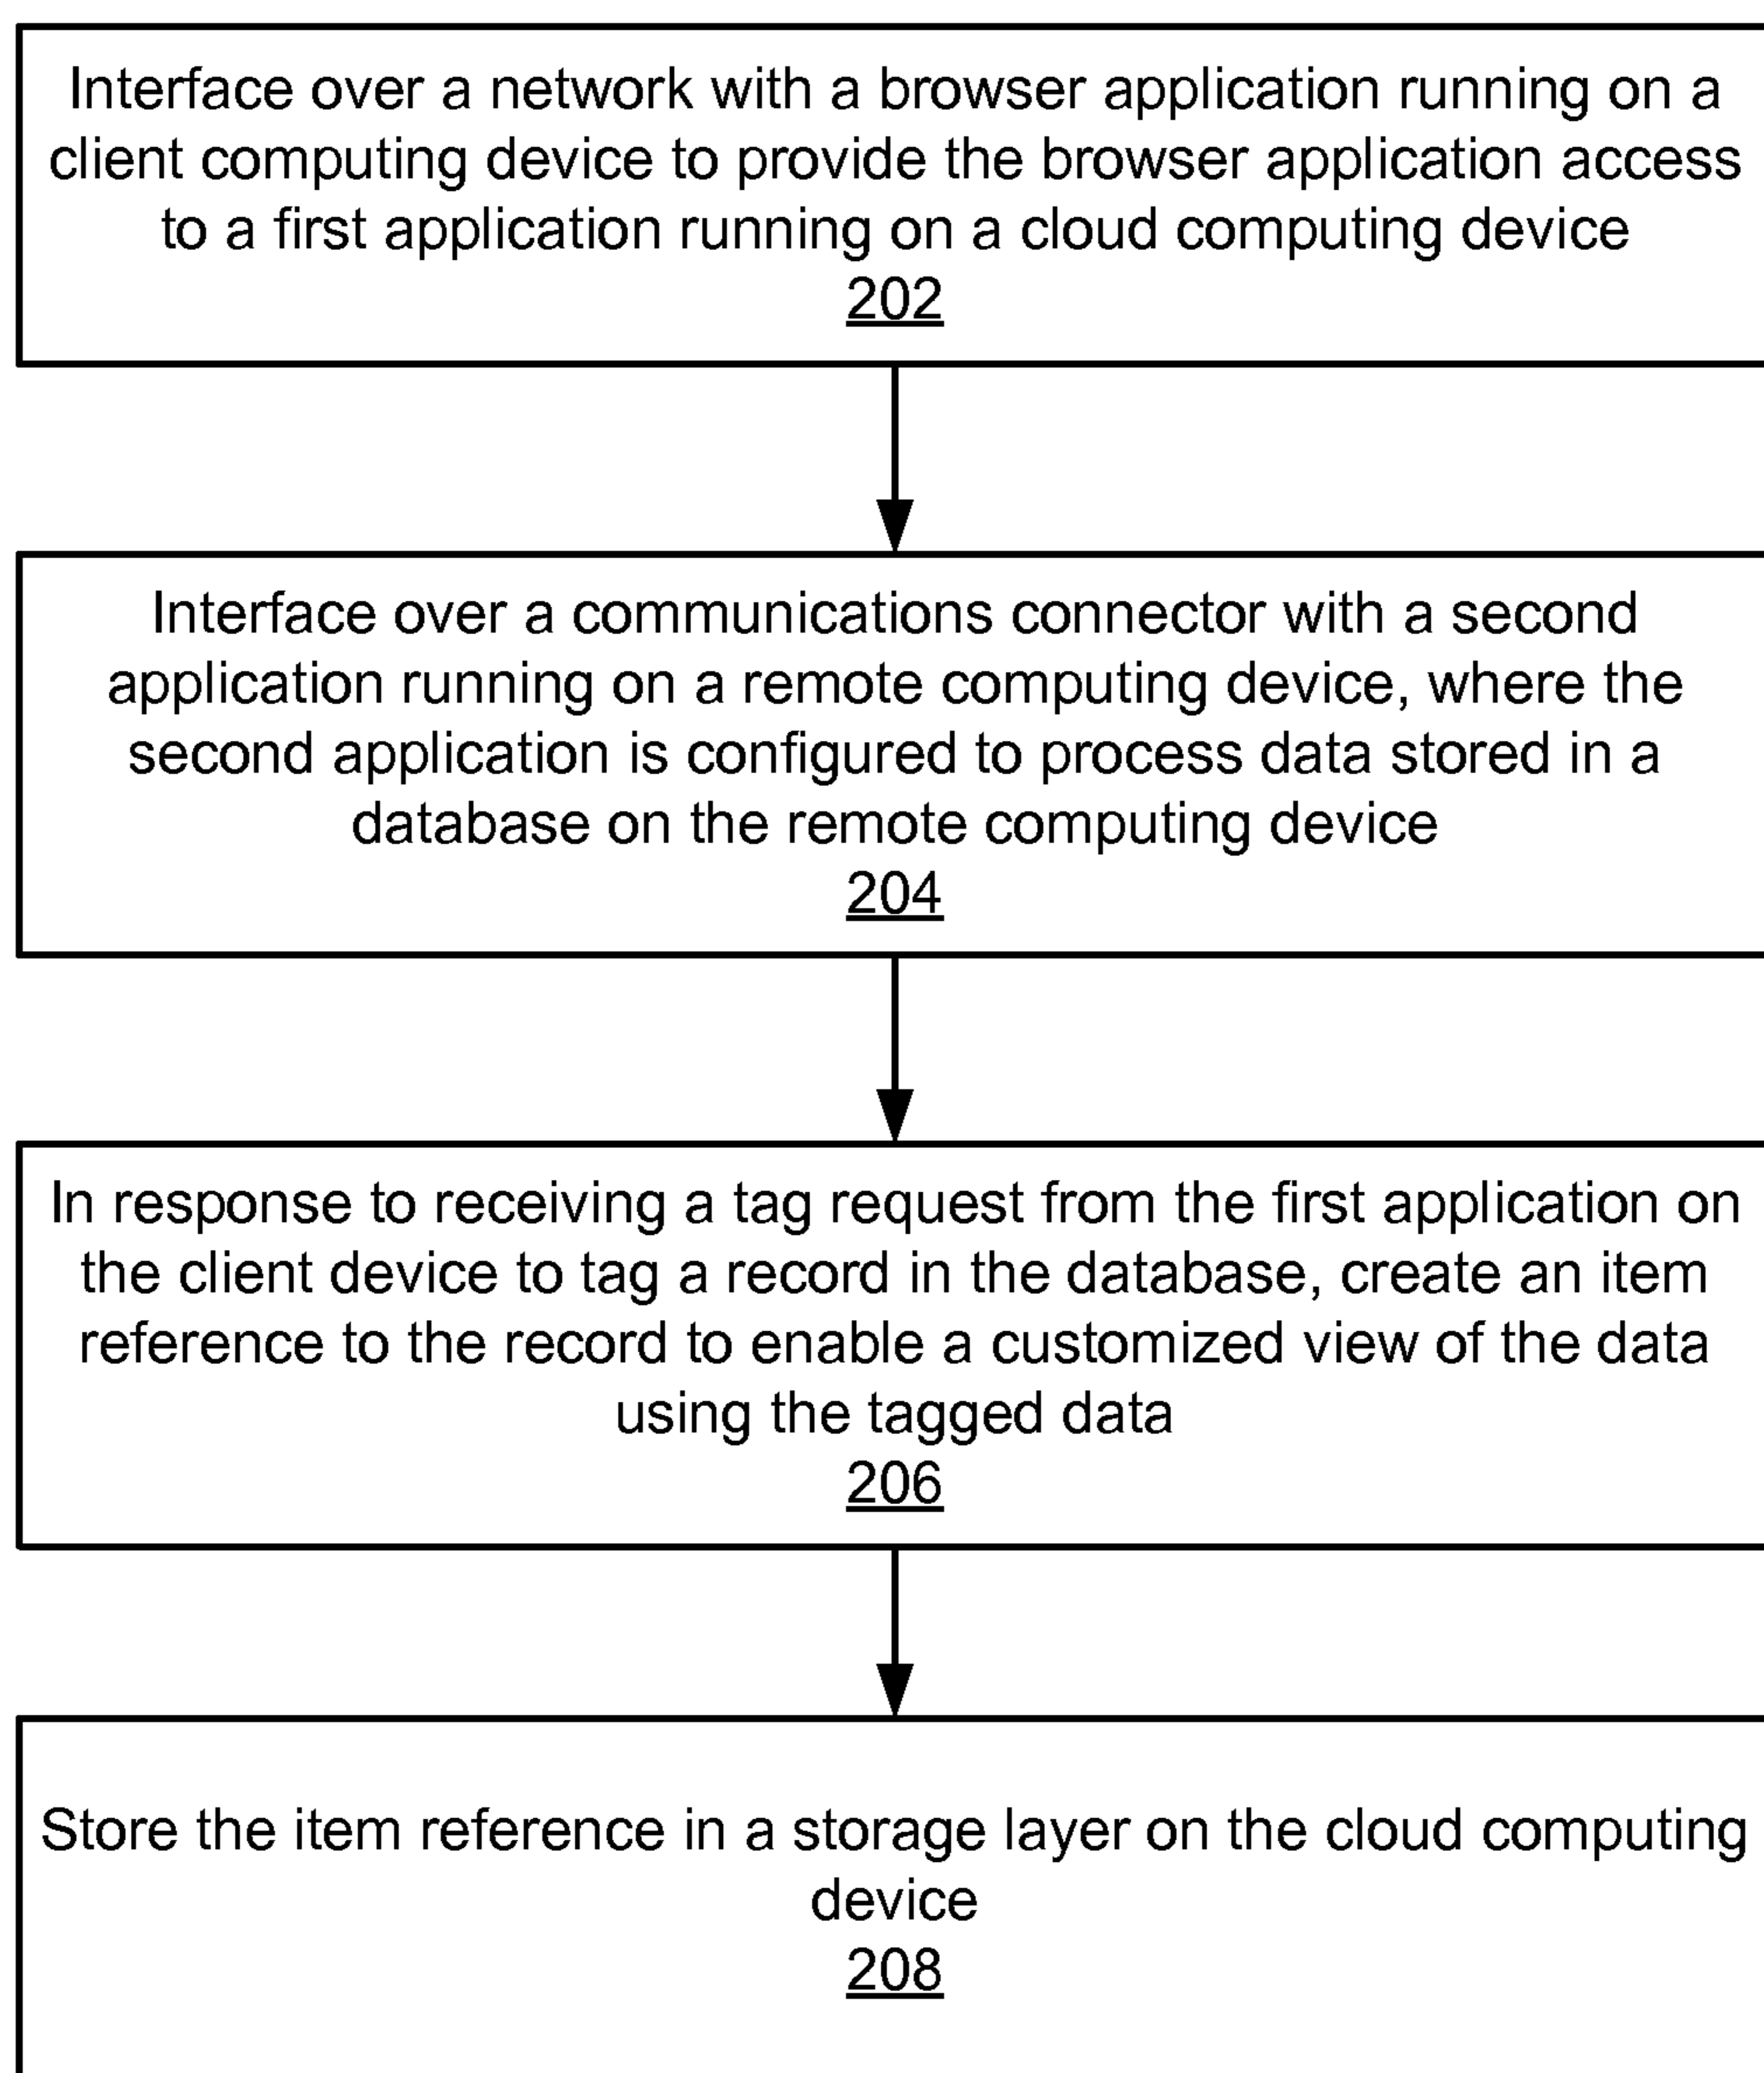 Interface over a network with a browser application running on a
client computing device to provide the browser application access
to a first application running on a cloud computing device
202
Interface over a communications connector with a second
application running on a remote computing device, where the
second application is configured to process data stored in a
database on the remote computing device
204
In response to receiving a tag request from the first application on
the client device to tag a record in the database, create an item
reference to the record to enable a customized view of the data
using the tagged data
206
Store the item reference in a storage layer on the cloud computing
device
208